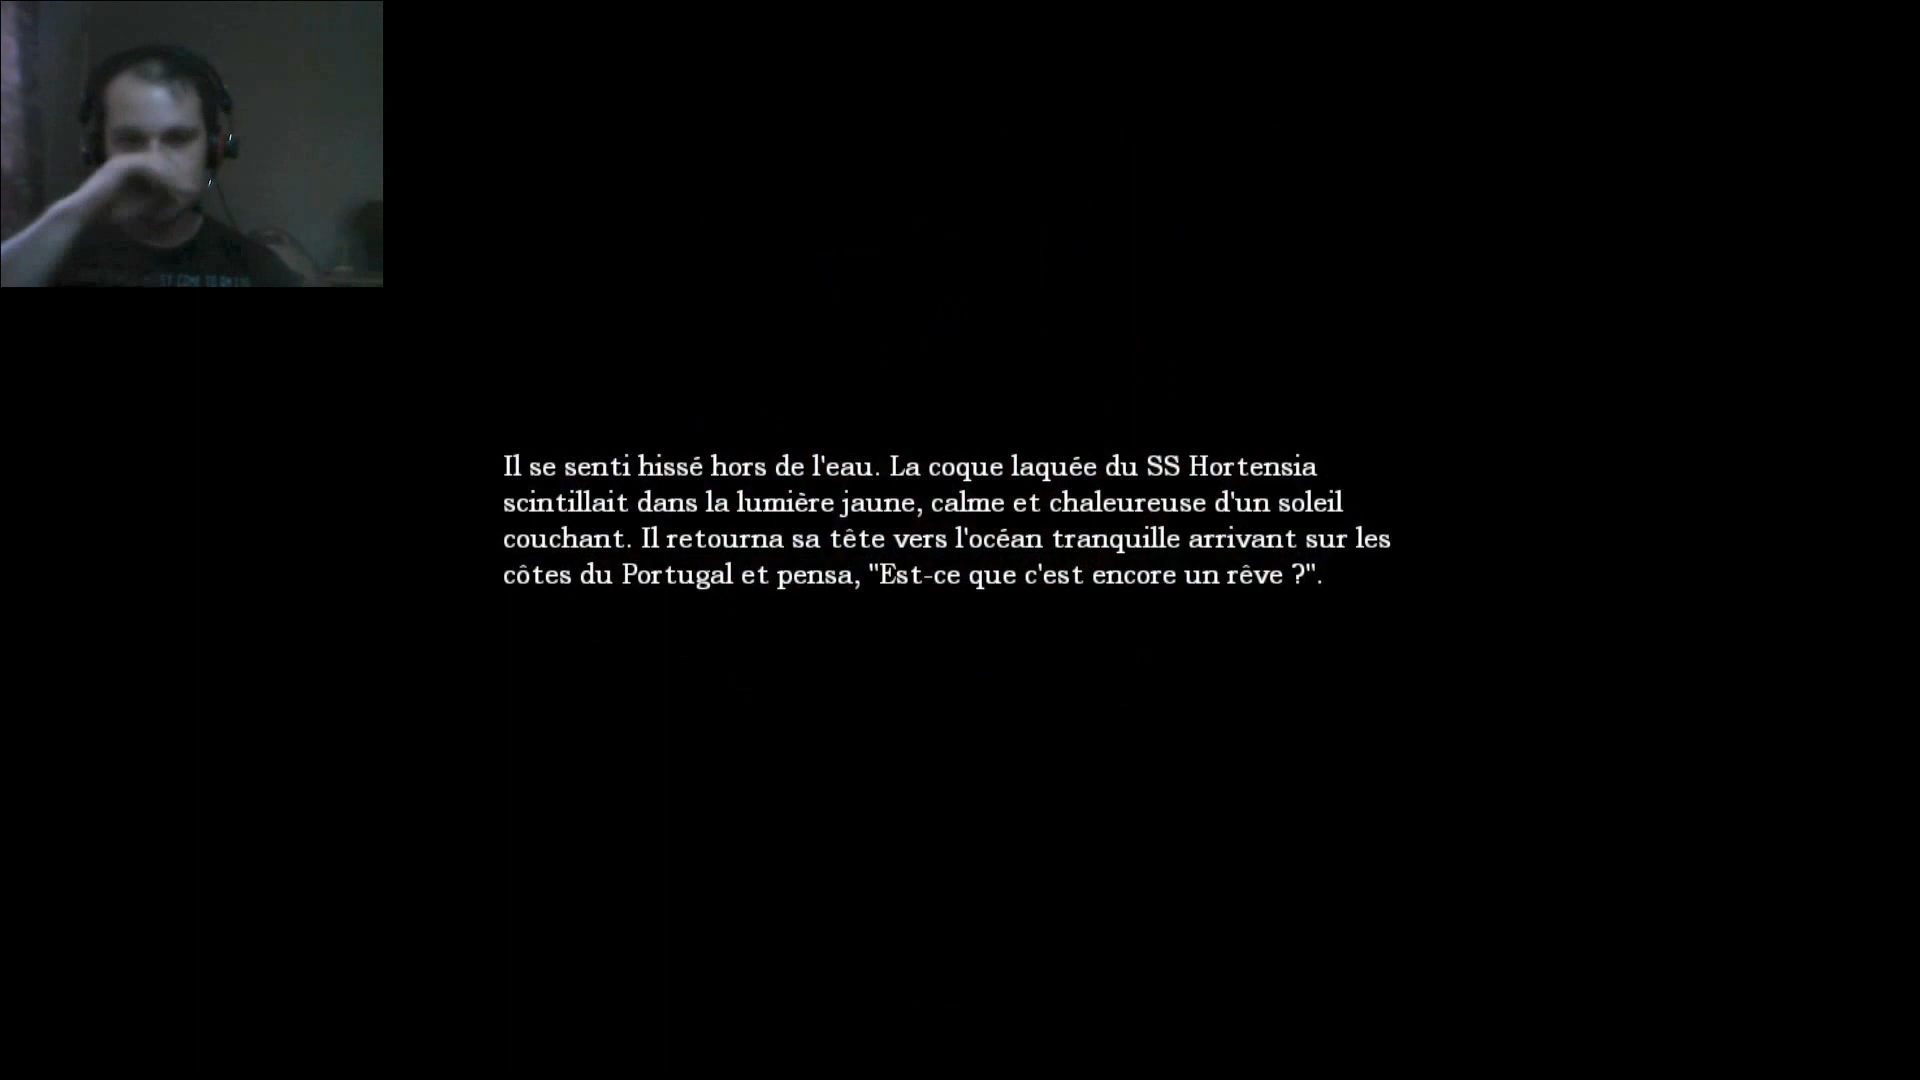 Il se senti hissé hors de l'eau. La coque laquée du SS Hortensia
scintillait dans la lumière jaune, calme et chaleureuse d'un soleil
couchant. Il retourna sa tête vers l'océan tranquille arrivant sur les
côtes du Portugal et pensa, "Est-ce que c'est encore un rêve ?".